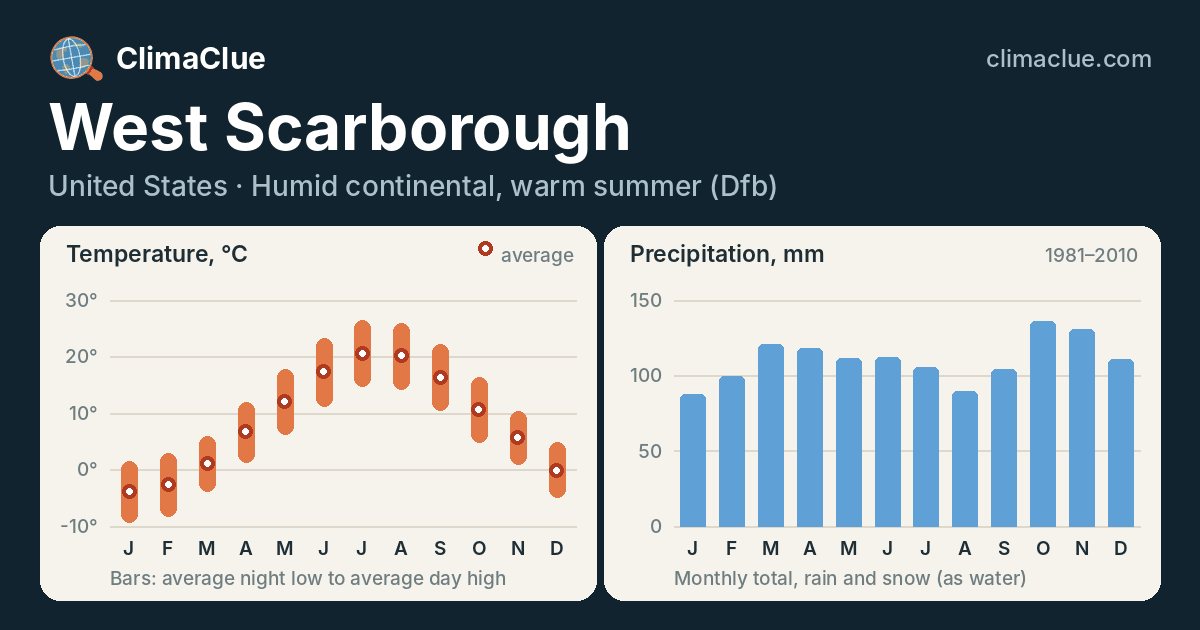 ClimaClue
climaclue.com
West Scarborough
United States · Humid continental, warm summer (Dfb)
Temperature, °C
average
30°
20°
10°
0°
-10°
J F M A M J J A S O N D
Bars: average night low to average day high
Precipitation, mm
1981–2010
150
100
50
0
J F M A M J J A S O N D
Monthly total, rain and snow (as water)